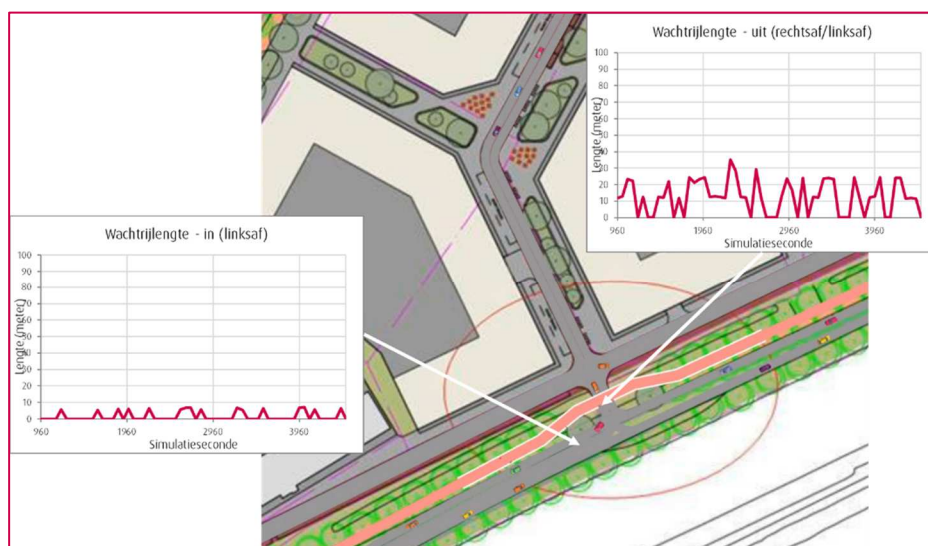 Wachtrijlengte - uit (rechtsaf/linksaf)
100
90
80
70
60
50
40
30
20
10
0
Lengte (meter)
960 1960 2960 3960
Simulatieseconde
Wachtrijlengte - in (linksaf)
100
90
80
70
60
50
40
30
20
10
0
Lengte (meter)
960 1960 2960 3960
Simulatieseconde